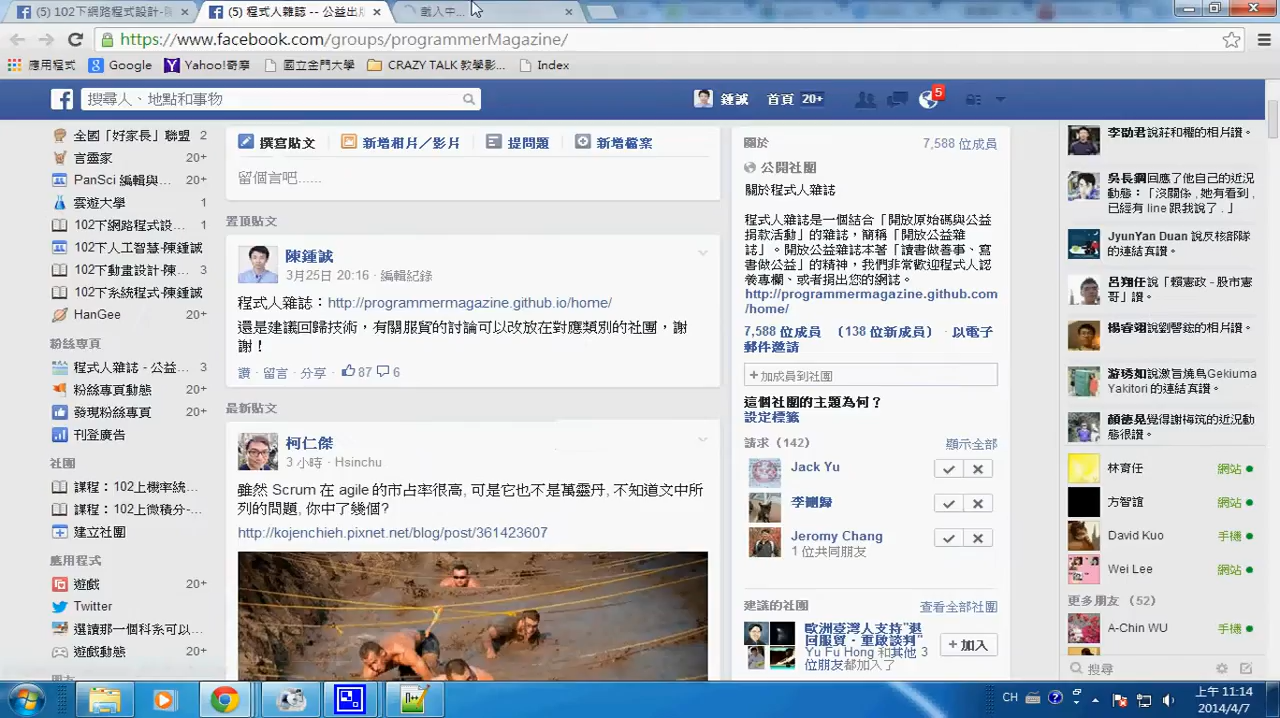 (5) 102下網路程式設計-陳
(5) 程式人雜誌 -- 公益出版
載入中...
https://www.facebook.com/groups/programmerMagazine/
應用程式
Google
Yahoo!奇摩
國立金門大學
CRAZY TALK 教學影...
Index
搜尋人、地點和事物
鍾誠
首頁 20+
5
全國「好家長」聯盟 2
言靈家 20+
PanSci 編輯與... 20+
雲遊大學 1
102下網路程式設... 1
102下人工智慧-陳鍾誠
102下動畫設計-陳... 3
102下系統程式-陳鍾誠
HanGee 20+
粉絲專頁
程式人雜誌 - 公益... 3
粉絲專頁動態 20+
發現粉絲專頁 20+
刊登廣告
社團
課程：102上機率統...
課程：102上微積分-...
建立社團
應用程式
遊戲 20+
Twitter
選讀那一個科系可以...
遊戲動態 20+
朋友
撰寫貼文
新增相片／影片
提問題
新增檔案
留個言吧......
置頂貼文
陳鍾誠
3月25日 20:16 · 編輯紀錄
程式人雜誌：http://programmermagazine.github.io/home/
還是建議回歸技術，有關服貿的討論可以改放在對應類別的社團，謝
謝！
讚 · 留言 · 分享 · 87 6
最新貼文
柯仁傑
3 小時 · Hsinchu
雖然 Scrum 在 agile 的市占率很高, 可是它也不是萬靈丹, 不知道文中所
列的問題, 你中了幾個?
http://kojenchieh.pixnet.net/blog/post/361423607
關於
7,588 位成員
公開社團
關於程式人雜誌
程式人雜誌是一個結合「開放原始碼與公益
捐款活動」的雜誌，簡稱「開放公益雜
誌」。開放公益雜誌本著「讀書做善事、寫
書做公益」的精神，我們非常歡迎程式人認
養專欄、或者捐出您的網誌。
http://programmermagazine.github.com
/home/
7,588 位成員 （138 位新成員） · 以電子
郵件邀請
+加成員到社團
這個社團的主題為何？
設定標籤
請求（142）
顯示全部
Jack Yu
李剛歸
Jeromy Chang
1 位共同朋友
建議的社團
查看全部社團
歐洲臺灣人支持"退
回服貿．重啟談判"
Yu Fu Hong 和其他 3
位朋友都加入了
+加入
李劭君說莊和權的相片讚。
吳長鋼回應了他自己的近況
動態：「沒關係 , 她有看到 ,
已經有 line 跟我說了 . 」
JyunYan Duan 說反核部隊
的連結真讚。
呂翔任說「賴憲政 - 股市憲
哥」讚。
說劉警鋐的相片讚。
游琇如說激旨燒鳥Gekiuma
Yakitori 的連結真讚。
顏德晃覺得謝梅筑的近況動
態很讚。
林育任 網站
方智誼 網站
David Kuo 手機
Wei Lee 網站
更多朋友（52）
A-Chin WU 手機
搜尋
CH
上午 11:14
2014/4/7